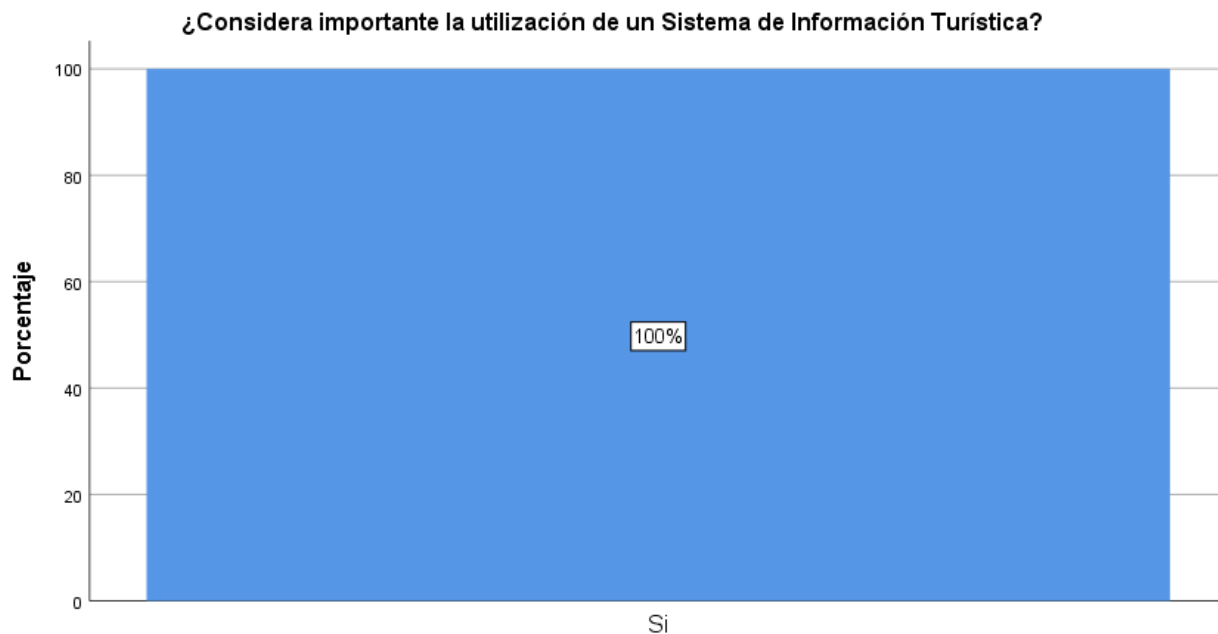 ¿Considera importante la utilización de un Sistema de Información Turística?
Porcentaje
100
80
60
40
20
0
100%
Si